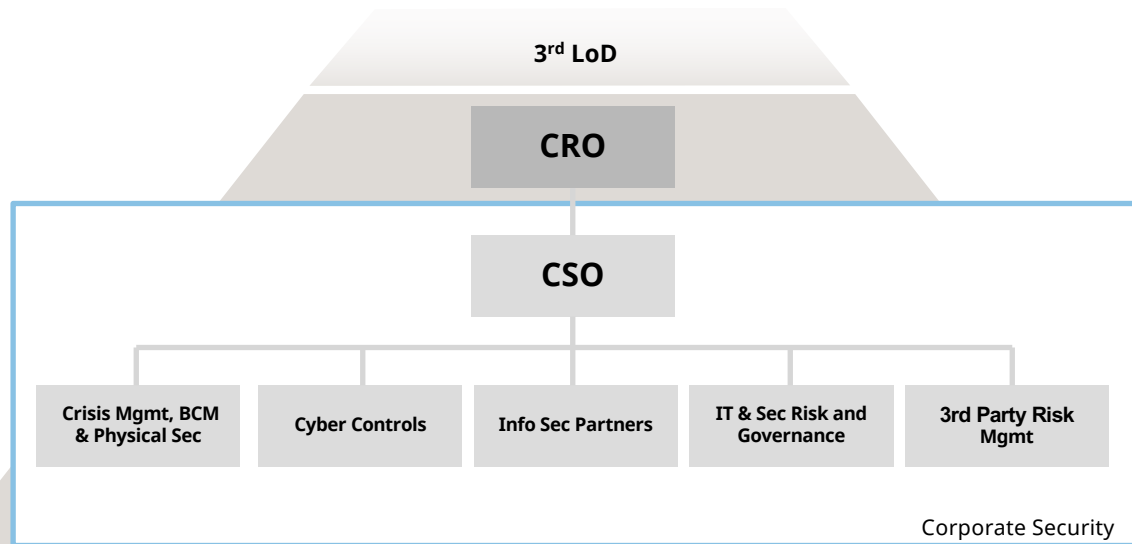 3rd LoD
CRO
CSO
Crisis Mgmt, BCM
& Physical Sec
Cyber Controls
Info Sec Partners
IT & Sec Risk and
Governance
3rd Party Risk
Mgmt
Corporate Security